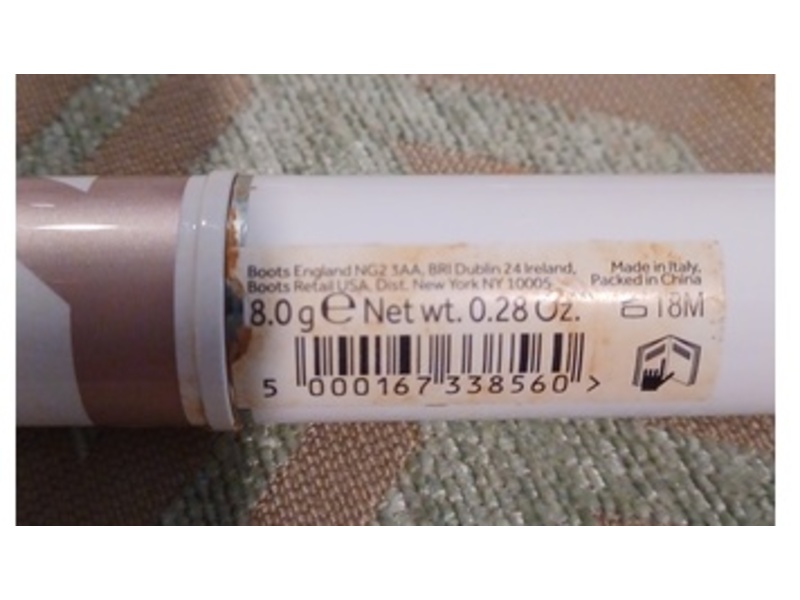 Boots England NG2 3AA, BRI Dublin 24 Ireland,
Boots Retail USA. Dist. New York NY 10005
Made in Italy,
Packed in China
8.0 g ℮ Net wt. 0.28 Oz.
18M
5 000167 338560 >